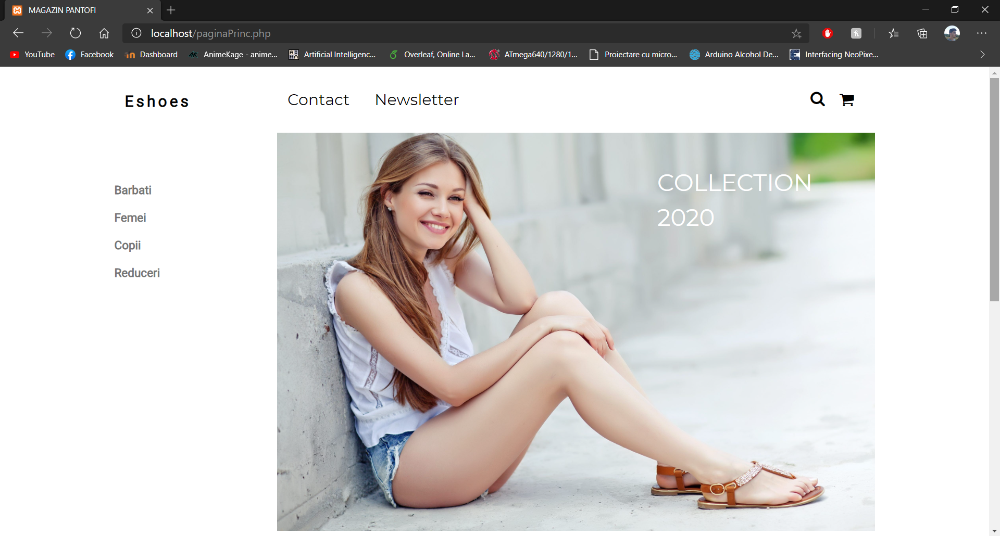 MAGAZIN PANTOFI
localhost/paginaPrinc.php
YouTube Facebook Dashboard AnimeKage - anime... Artificial Intelligenc... Overleaf, Online La... ATmega640/1280/1... Proiectare cu micro... Arduino Alcohol De... Interfacing NeoPixe...
Eshoes Contact Newsletter
Barbati
Femei
Copii
Reduceri
COLLECTION
2020